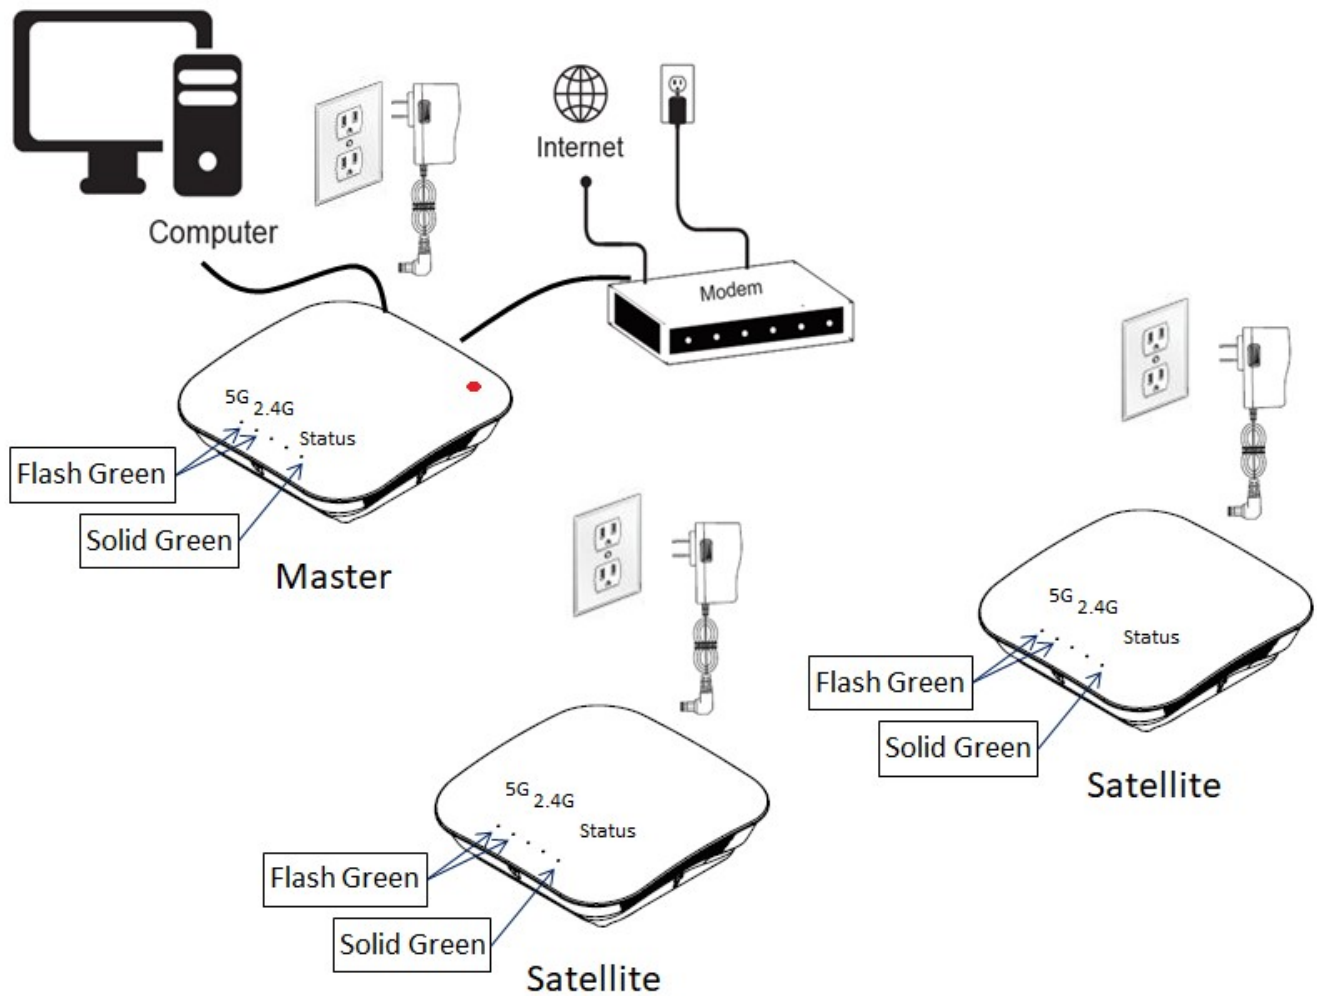 Computer
Internet
Modem
5G 2.4G
Status
Flash Green
Solid Green
Master
5G 2.4G
Status
Flash Green
Solid Green
Satellite
5G 2.4G
Status
Flash Green
Solid Green
Satellite